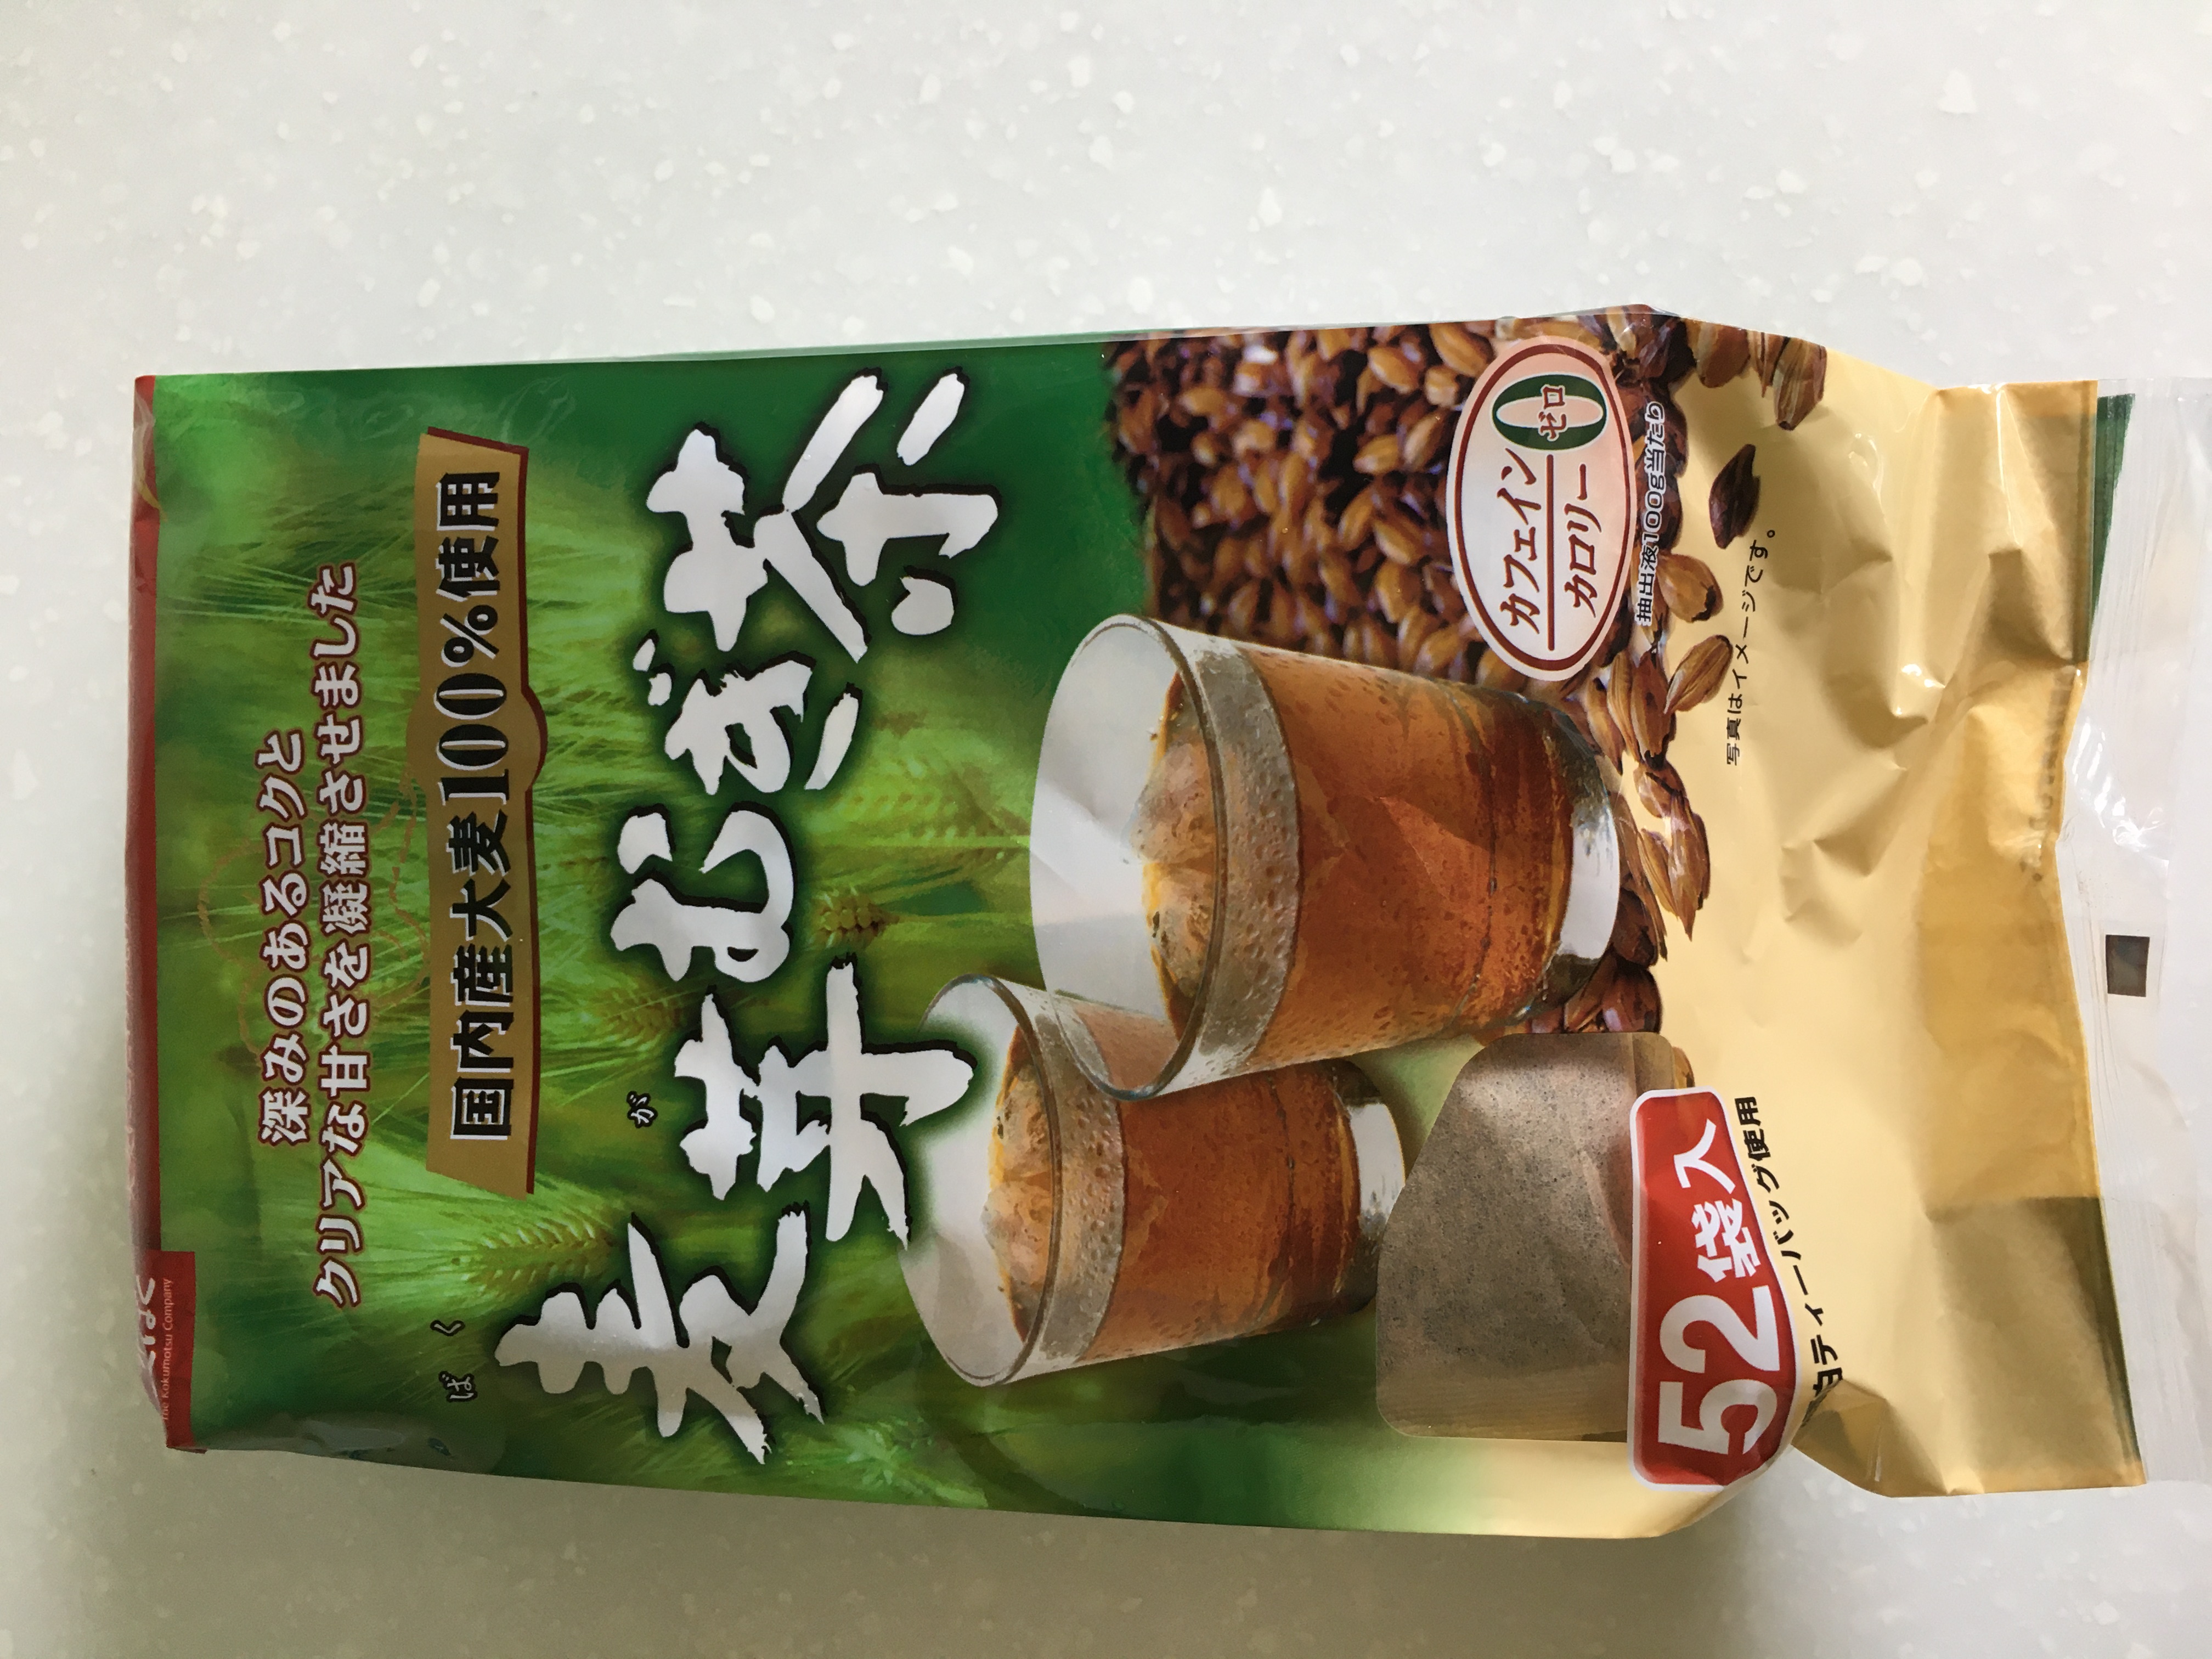 The Kokumotsu Company
深みのあるコクと
クリアな甘さを凝縮させました
国内産大麦100%使用
ばくが
麦芽むぎ茶
カフェイン
カロリー
0
ゼロ
抽出液100g当たり
写真はイメージです。
52袋入
ティーバッグ使用